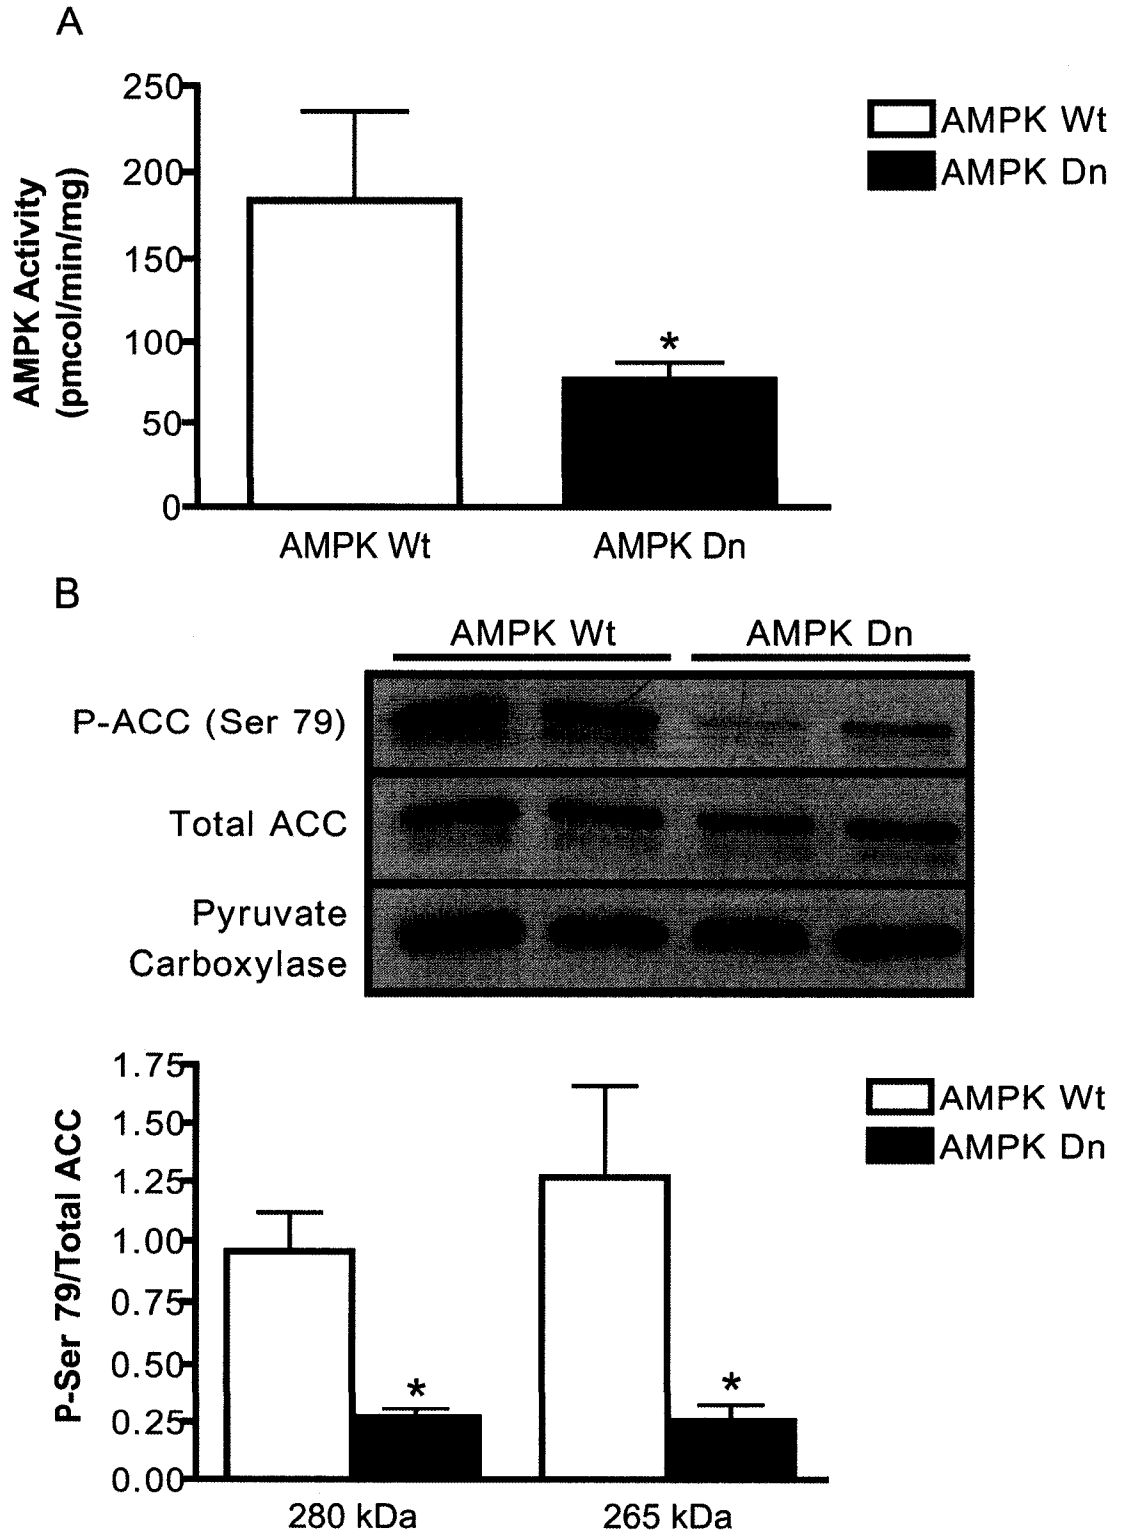 A
250
200
150
100
50
0
AMPK Activity
(pmcol/min/mg)
*
AMPK Wt
AMPK Dn
AMPK Wt
AMPK Dn
B
AMPK Wt
AMPK Dn
P-ACC (Ser 79)
Total ACC
Pyruvate
Carboxylase
1.75
1.50
1.25
1.00
0.75
0.50
0.25
0.00
P-Ser 79/Total ACC
*
*
AMPK Wt
AMPK Dn
280 kDa
265 kDa